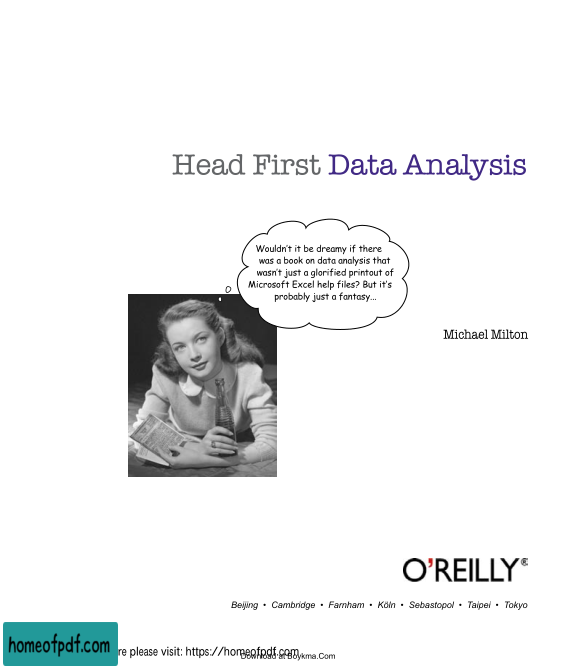 Head First Data Analysis
Wouldn't it be dreamy if there
was a book on data analysis that
wasn't just a glorified printout of
Microsoft Excel help files? But it's
probably just a fantasy...
Michael Milton
O'REILLY®
Beijing • Cambridge • Farnham • Köln • Sebastopol • Taipei • Tokyo
homeofpdf.com
re please visit: https://homeofpdf.com
Download at Boykma.Com